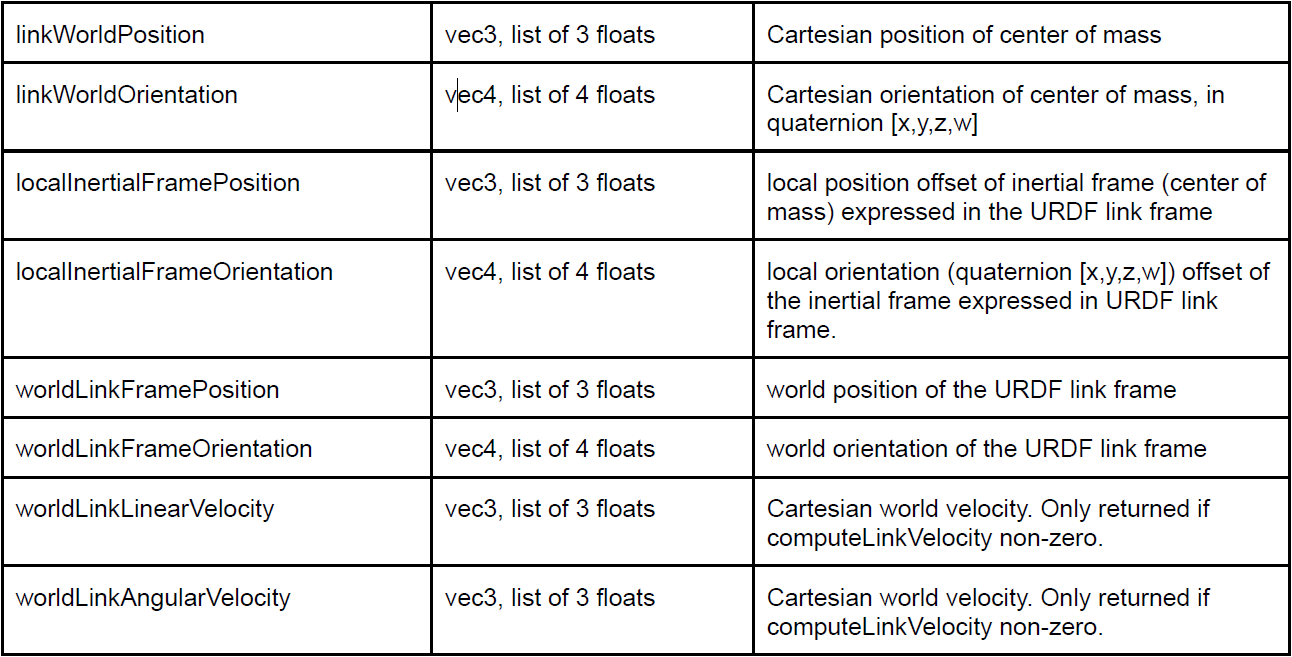 linkWorldPosition vec3, list of 3 floats Cartesian position of center of mass
linkWorldOrientation vec4, list of 4 floats Cartesian orientation of center of mass, in
quaternion [x,y,z,w]
localInertialFramePosition vec3, list of 3 floats local position offset of inertial frame (center of
mass) expressed in the URDF link frame
localInertialFrameOrientation vec4, list of 4 floats local orientation (quaternion [x,y,z,w]) offset of
the inertial frame expressed in URDF link
frame.
worldLinkFramePosition vec3, list of 3 floats world position of the URDF link frame
worldLinkFrameOrientation vec4, list of 4 floats world orientation of the URDF link frame
worldLinkLinearVelocity vec3, list of 3 floats Cartesian world velocity. Only returned if
computeLinkVelocity non-zero.
worldLinkAngularVelocity vec3, list of 3 floats Cartesian world velocity. Only returned if
computeLinkVelocity non-zero.